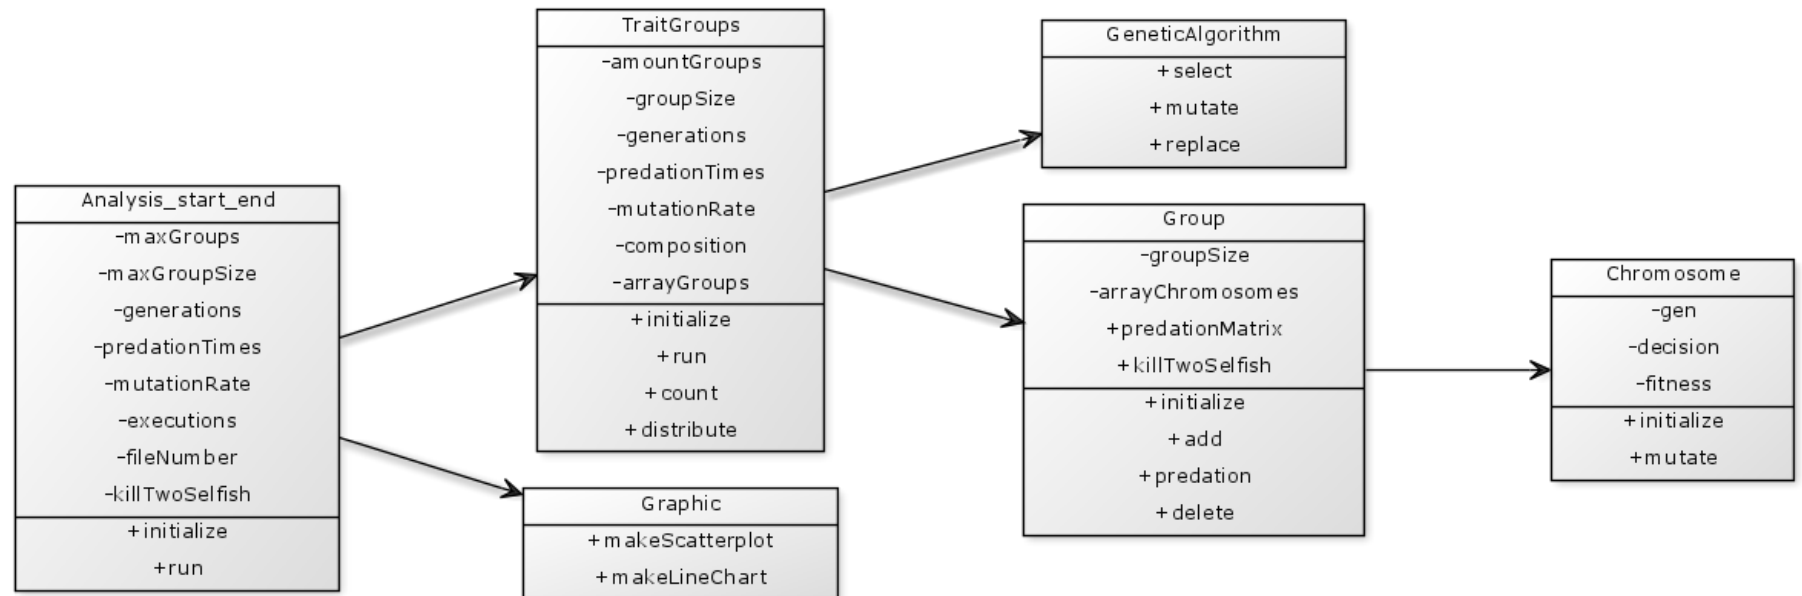 TraitGroups
-amountGroups
-groupSize
-generations
-predationTimes
-mutationRate
-composition
-arrayGroups
+initialize
+run
+count
+distribute
GeneticAlgorithm
+select
+mutate
+replace
Analysis_start_end
-maxGroups
-maxGroupSize
-generations
-predationTimes
-mutationRate
-executions
-fileNumber
-killTwoSelfish
+initialize
+run
Group
-groupSize
-arrayChromosomes
+predationMatrix
+killTwoSelfish
+initialize
+add
+predation
+delete
Chromosome
-gen
-decision
-fitness
+initialize
+mutate
Graphic
+makeScatterplot
+makeLineChart